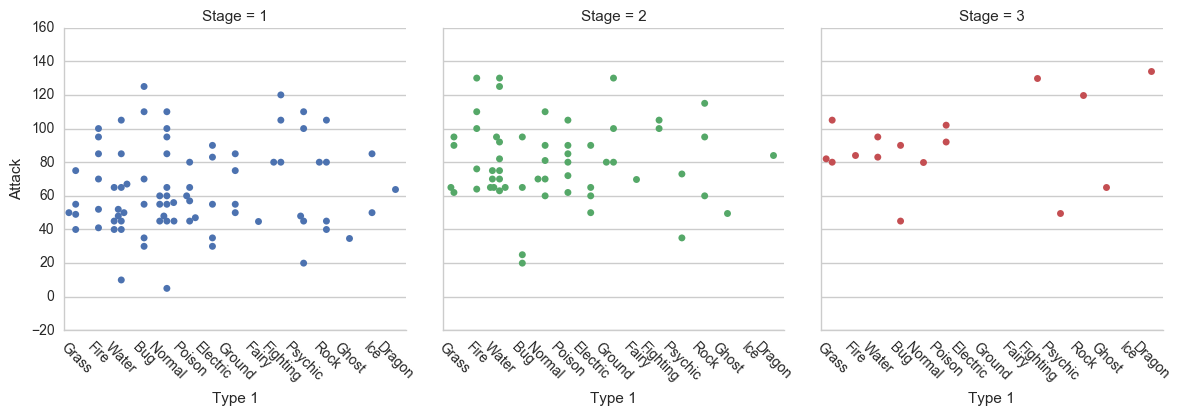 Stage = 1
Stage = 2
Stage = 3
Attack
160
140
120
100
80
60
40
20
0
−20
Grass Fire Water Bug Normal Poison Electric Ground Fairy Fighting Psychic Rock Ghost Ice Dragon
Grass Fire Water Bug Normal Poison Electric Ground Fairy Fighting Psychic Rock Ghost Ice Dragon
Grass Fire Water Bug Normal Poison Electric Ground Fairy Fighting Psychic Rock Ghost Ice Dragon
Type 1
Type 1
Type 1